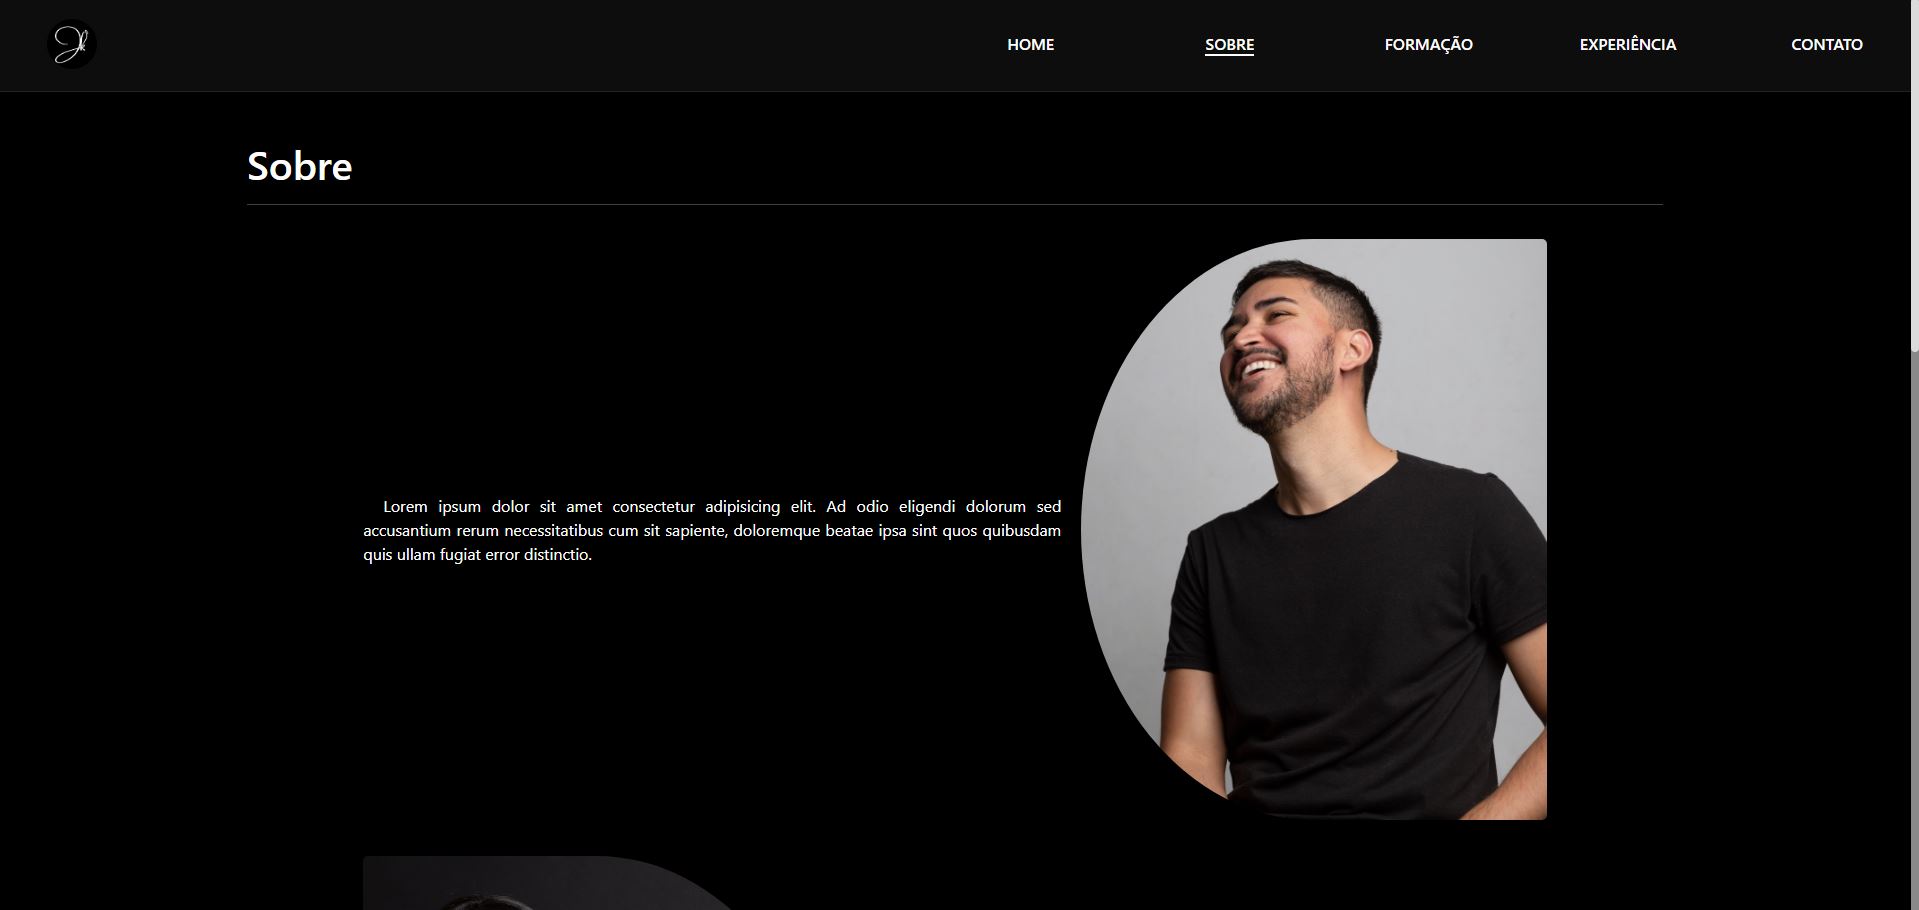 HOME
SOBRE
FORMAÇÃO
EXPERIÊNCIA
CONTATO
Sobre
Lorem ipsum dolor sit amet consectetur adipisicing elit. Ad odio eligendi dolorum sed
accusantium rerum necessitatibus cum sit sapiente, doloremque beatae ipsa sint quos quibusdam
quis ullam fugiat error distinctio.